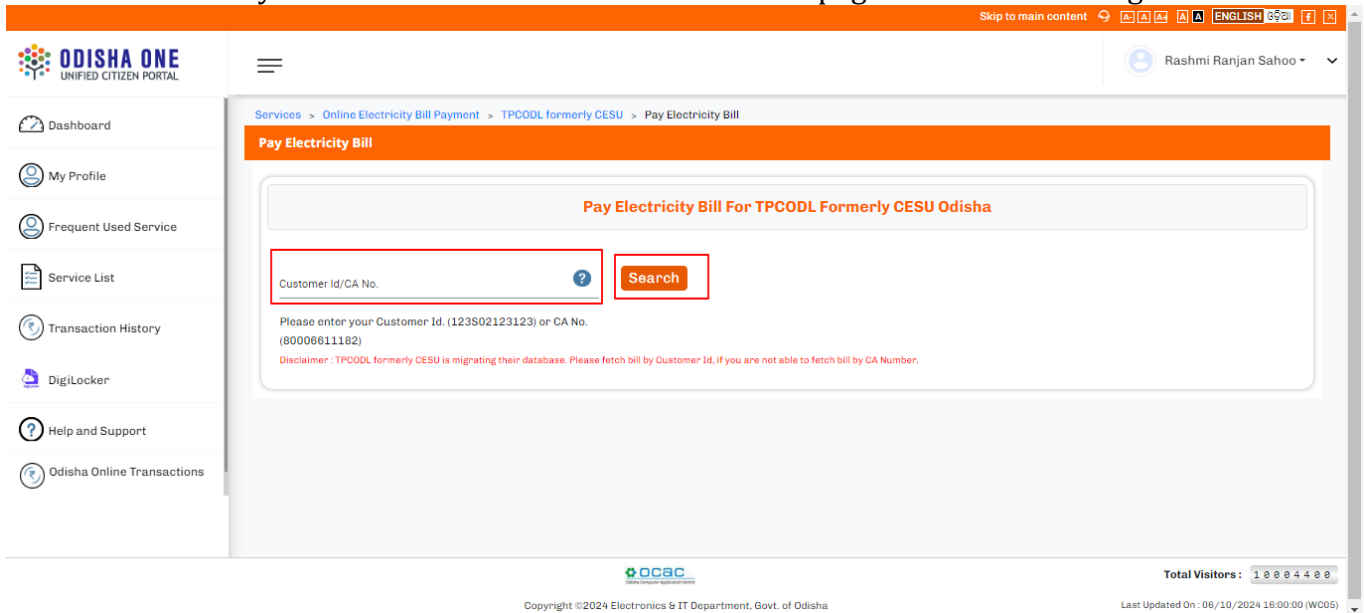 Skip to main content A- A A+ A A ENGLISH ଓଡ଼ିଆ
ODISHA ONE
UNIFIED CITIZEN PORTAL
Rashmi Ranjan Sahoo
Dashboard
My Profile
Frequent Used Service
Service List
Transaction History
DigiLocker
Help and Support
Odisha Online Transactions
Services > Online Electricity Bill Payment > TPCODL formerly CESU > Pay Electricity Bill
Pay Electricity Bill
Pay Electricity Bill For TPCODL Formerly CESU Odisha
Customer Id/CA No. ?
Search
Please enter your Customer Id. (123S02123123) or CA No.
(80006611182)
Disclaimer : TPCODL formerly CESU is migrating their database. Please fetch bill by Customer Id, if you are not able to fetch bill by CA Number.
ocac
Total Visitors : 10004400
Copyright ©2024 Electronics & IT Department, Govt. of Odisha
Last Updated On : 06/10/2024 16:00:00 (WC05)